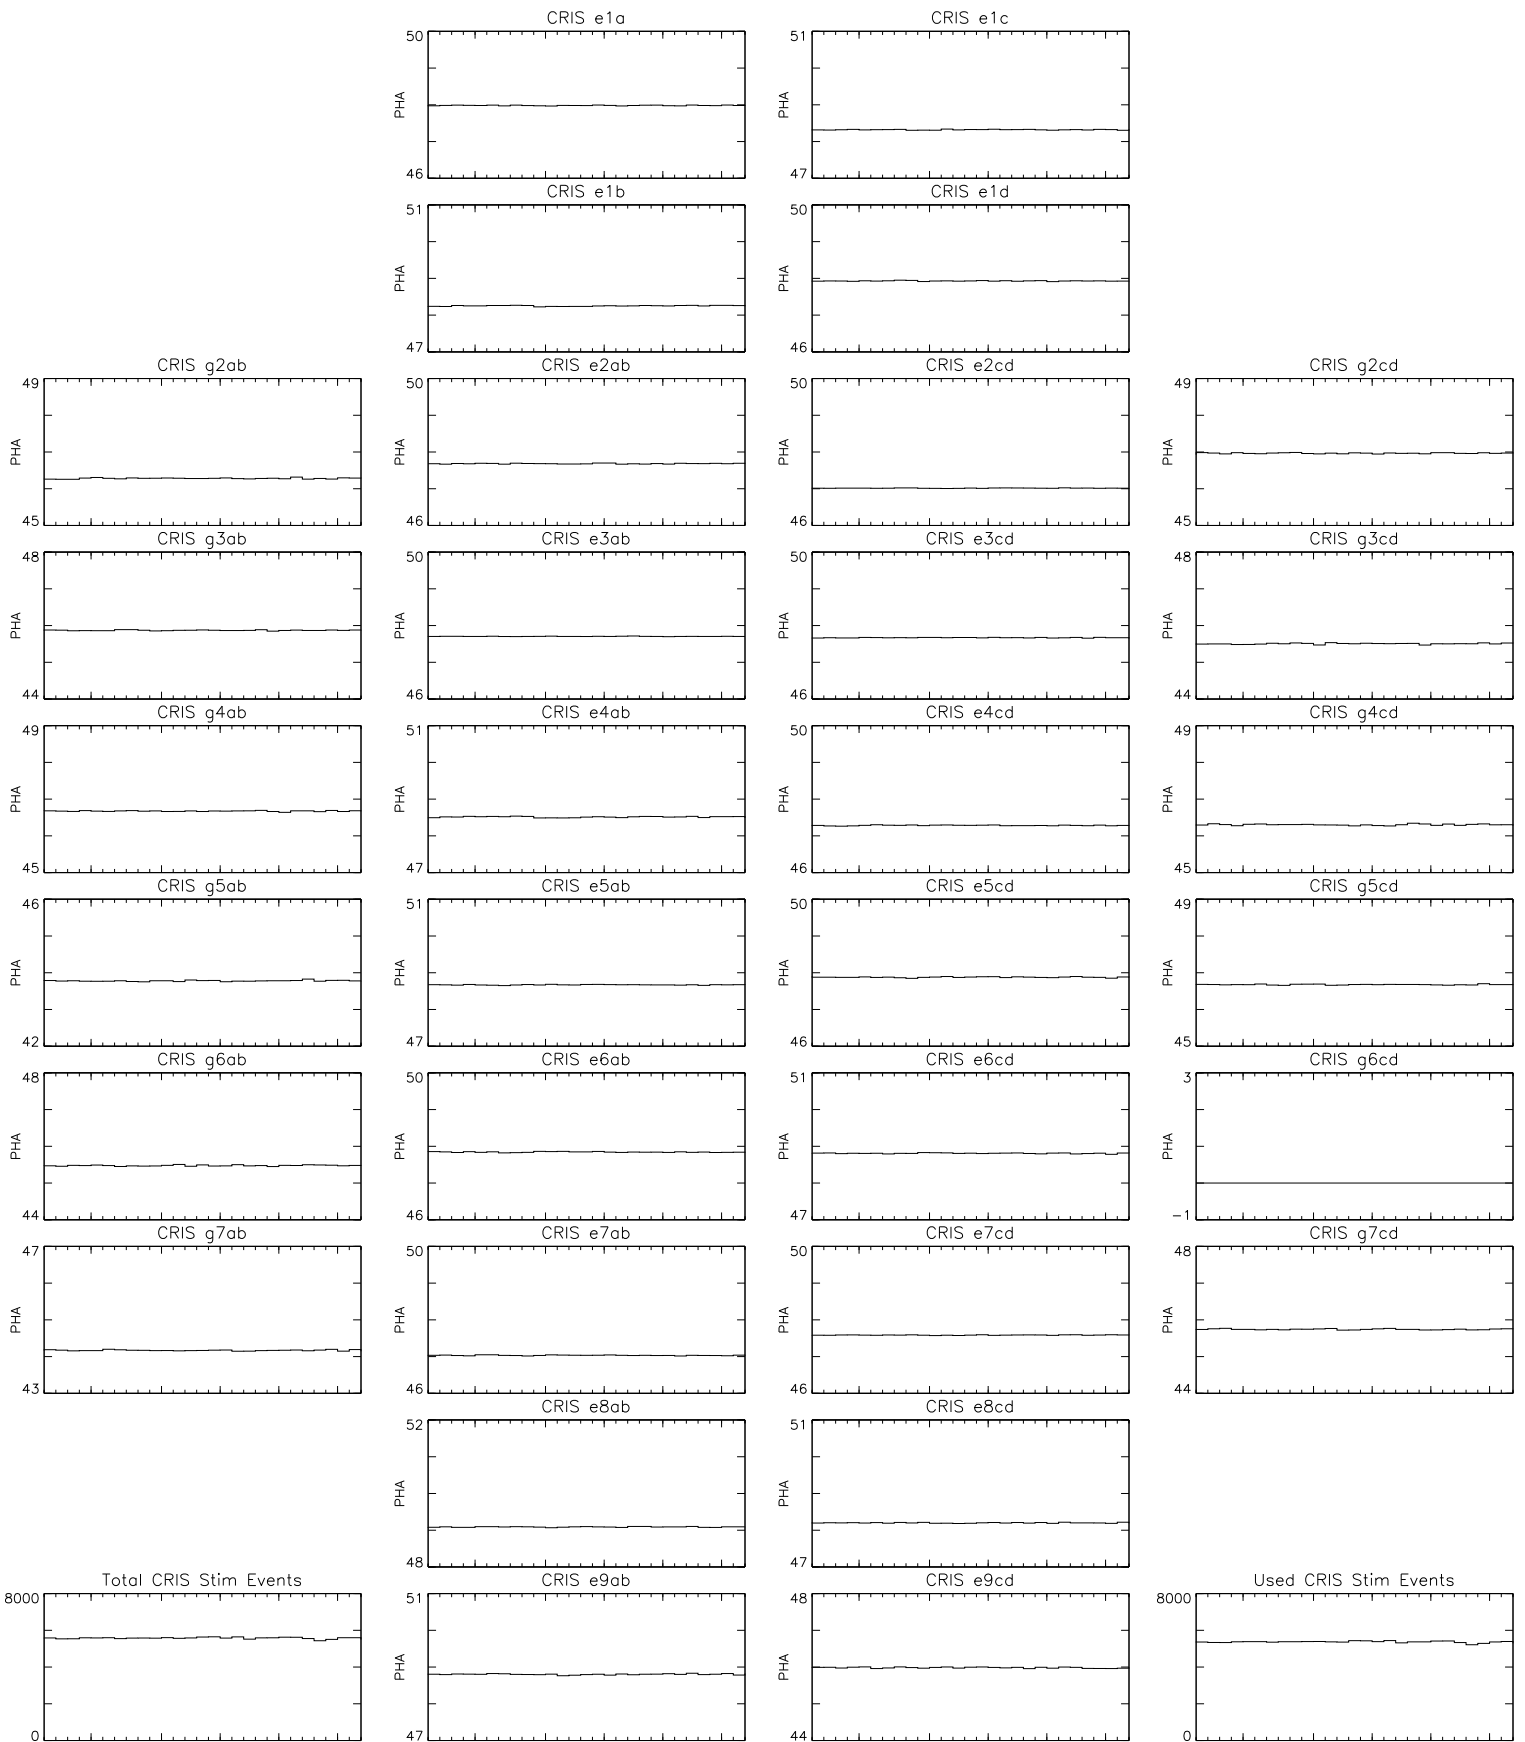 CRIS e1a
CRIS e1c
50
PHA
46
51
PHA
47
CRIS e1b
CRIS e1d
51
PHA
47
50
PHA
46
CRIS g2ab
CRIS e2ab
CRIS e2cd
CRIS g2cd
49
PHA
45
50
PHA
46
50
PHA
46
49
PHA
45
CRIS g3ab
CRIS e3ab
CRIS e3cd
CRIS g3cd
48
PHA
44
50
PHA
46
50
PHA
46
48
PHA
44
CRIS g4ab
CRIS e4ab
CRIS e4cd
CRIS g4cd
49
PHA
45
51
PHA
47
50
PHA
46
49
PHA
45
CRIS g5ab
CRIS e5ab
CRIS e5cd
CRIS g5cd
46
PHA
42
51
PHA
47
50
PHA
46
49
PHA
45
CRIS g6ab
CRIS e6ab
CRIS e6cd
CRIS g6cd
48
PHA
44
50
PHA
46
51
PHA
47
3
PHA
-1
CRIS g7ab
CRIS e7ab
CRIS e7cd
CRIS g7cd
47
PHA
43
50
PHA
46
50
PHA
46
48
PHA
44
CRIS e8ab
CRIS e8cd
52
PHA
48
51
PHA
47
Total CRIS Stim Events
CRIS e9ab
CRIS e9cd
Used CRIS Stim Events
8000
0
51
PHA
47
48
PHA
44
8000
0